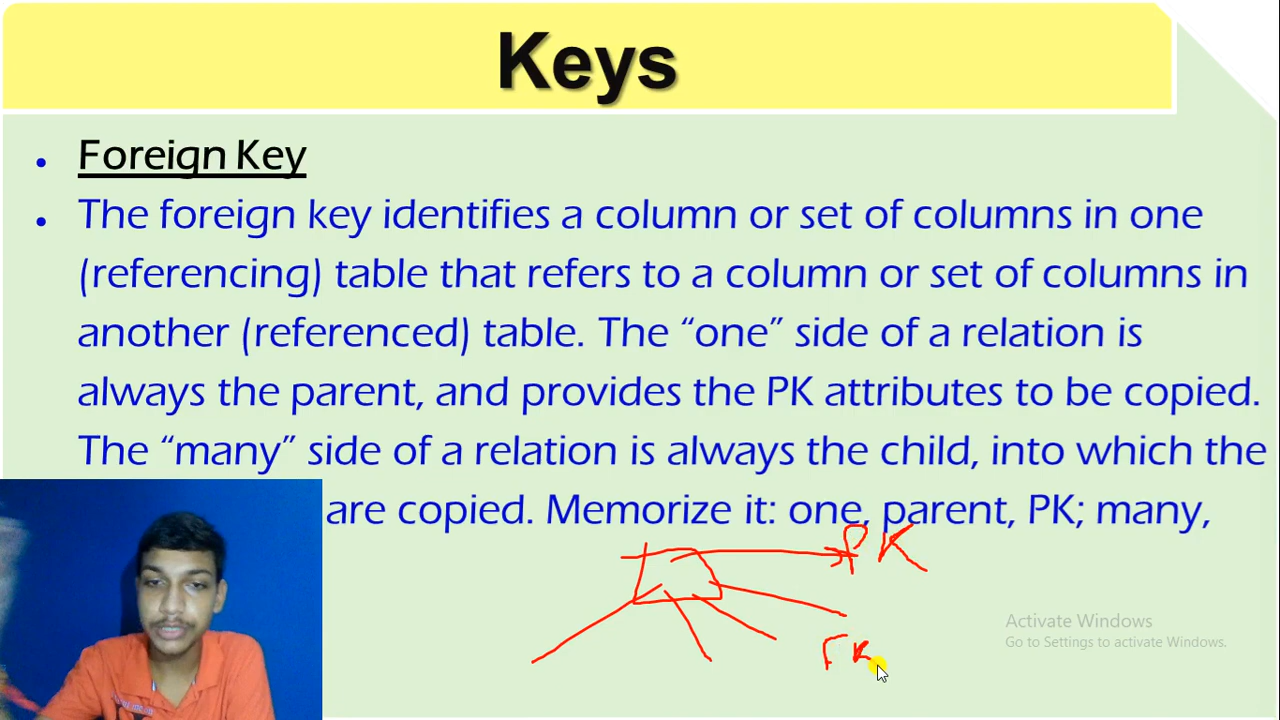 Keys
Foreign Key
The foreign key identifies a column or set of columns in one
(referencing) table that refers to a column or set of columns in
another (referenced) table. The “one” side of a relation is
always the parent, and provides the PK attributes to be copied.
The “many” side of a relation is always the child, into which the
are copied. Memorize it: one, parent, PK; many,
PK
FK
Activate Windows
Go to Settings to activate Windows.